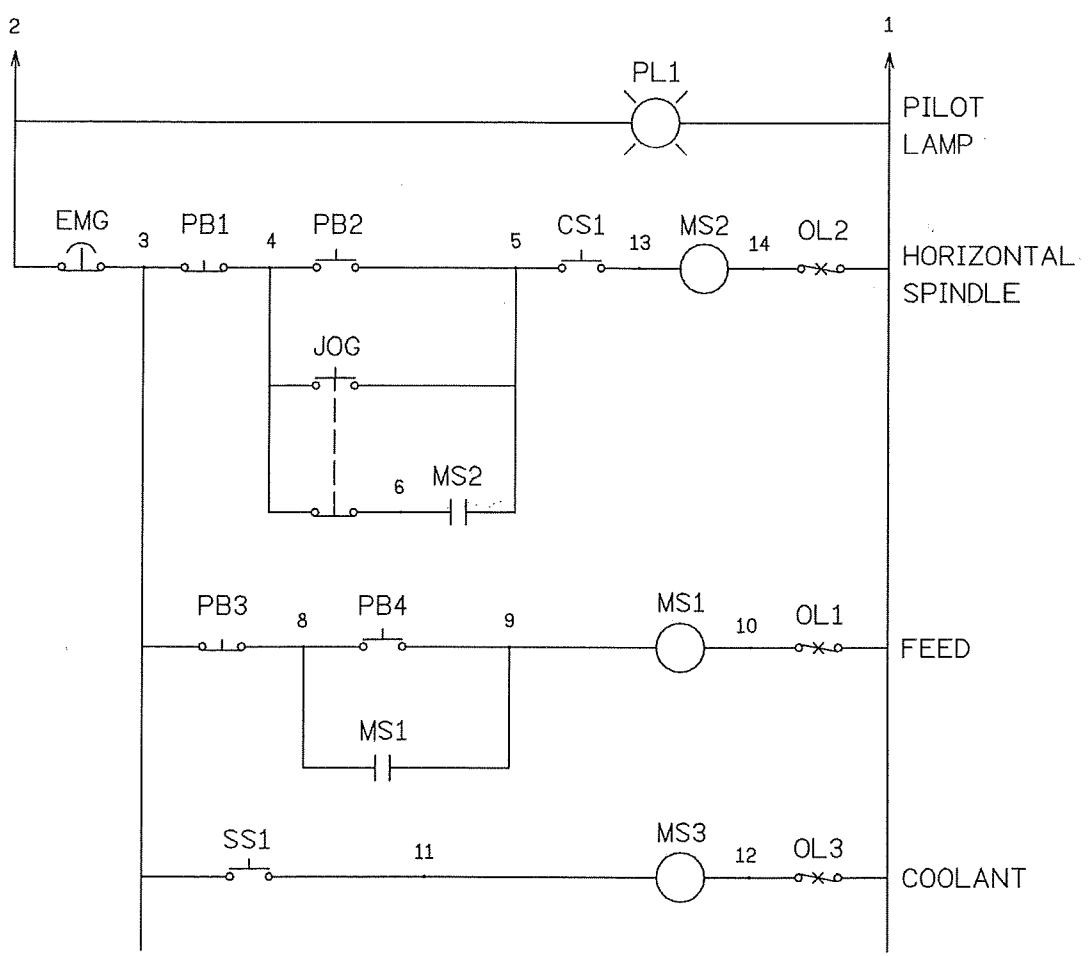 2
1
PL1
PILOT
LAMP
EMG
3
PB1
4
PB2
5
CS1
13
MS2
14
OL2
HORIZONTAL
SPINDLE
JOG
6
MS2
PB3
8
PB4
9
MS1
10
OL1
FEED
MS1
SS1
11
MS3
12
OL3
COOLANT